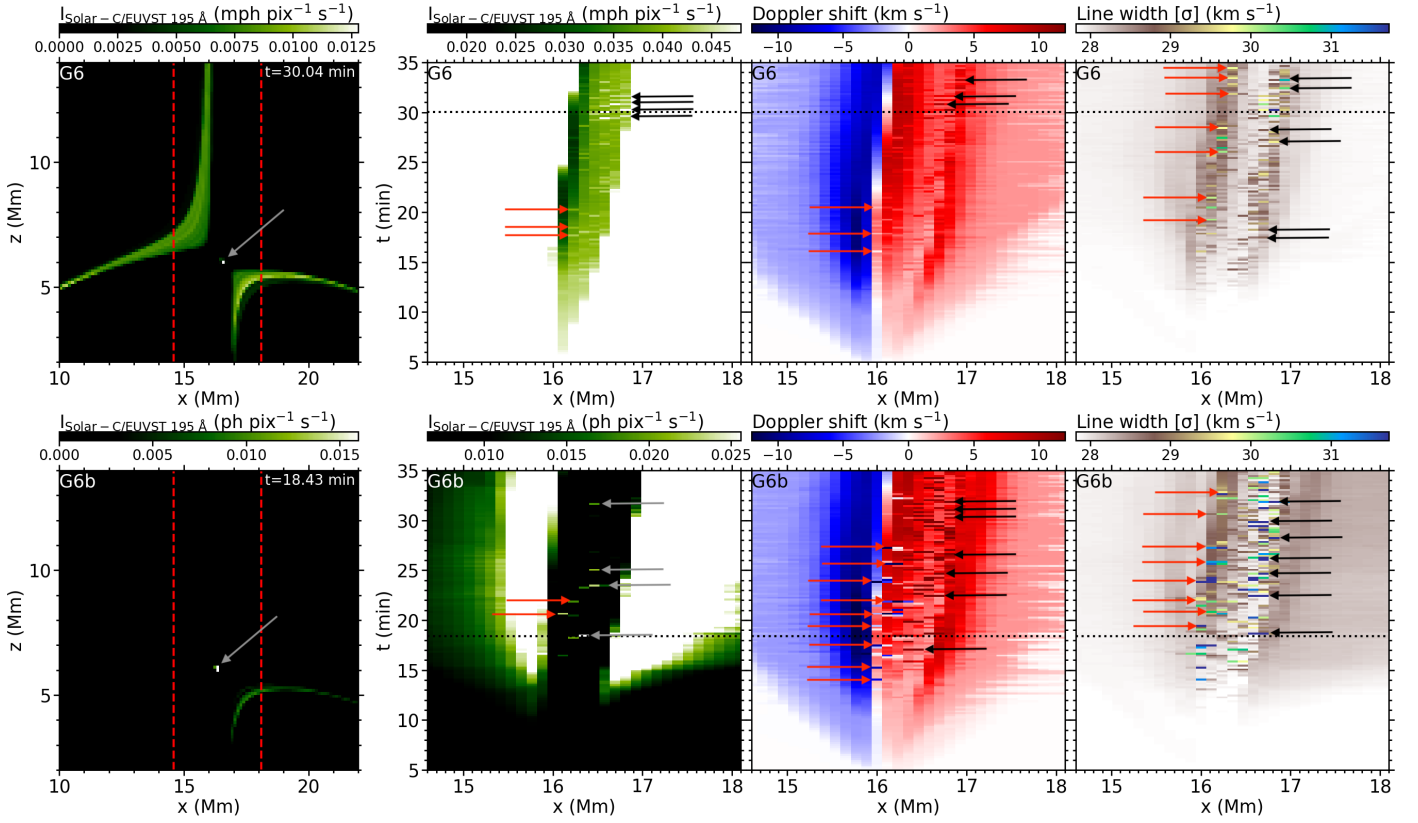 I_Solar−C/EUVST 195 Å (mph pix⁻¹ s⁻¹) I_Solar−C/EUVST 195 Å (mph pix⁻¹ s⁻¹) Doppler shift (km s⁻¹) Line width [σ] (km s⁻¹)
0.0000 0.0025 0.0050 0.0075 0.0100 0.0125 0.020 0.025 0.030 0.035 0.040 0.045 −10 −5 0 5 10 28 29 30 31
G6 t=30.04 min G6 G6 G6
z (Mm)
10
5
10 15 20
x (Mm)
t (min)
35
30
25
20
15
10
5
15 16 17 18
x (Mm)
15 16 17 18
x (Mm)
15 16 17 18
x (Mm)
I_Solar−C/EUVST 195 Å (ph pix⁻¹ s⁻¹) I_Solar−C/EUVST 195 Å (ph pix⁻¹ s⁻¹) Doppler shift (km s⁻¹) Line width [σ] (km s⁻¹)
0.000 0.005 0.010 0.015 0.010 0.015 0.020 0.025 −10 −5 0 5 10 28 29 30 31
G6b t=18.43 min G6b G6b G6b
z (Mm)
10
5
10 15 20
x (Mm)
t (min)
35
30
25
20
15
10
5
15 16 17 18
x (Mm)
15 16 17 18
x (Mm)
15 16 17 18
x (Mm)